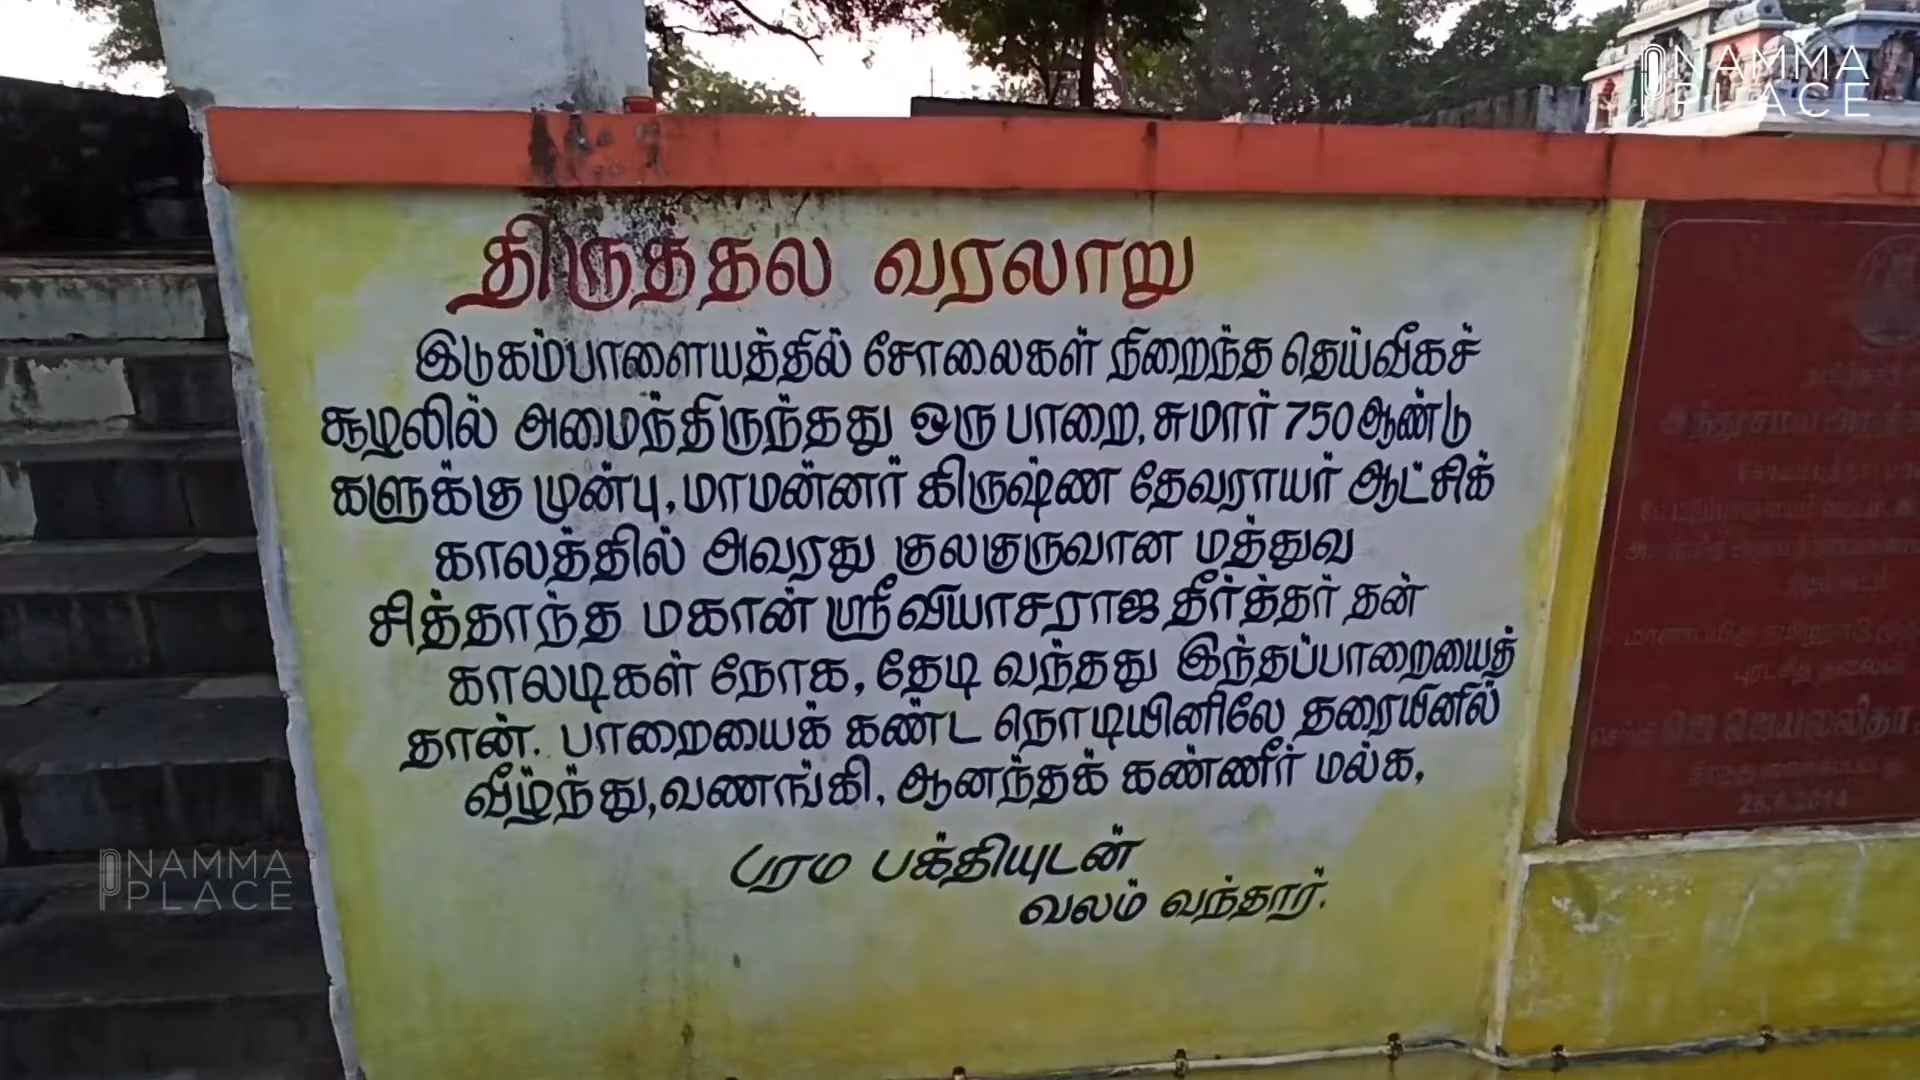 NAMMA
PLACE
திருத்தல வரலாறு
இடுகம்பாளையத்தில் சோலைகள் நிறைந்த தெய்வீகச்
சூழலில் அமைந்திருந்தது ஒரு பாறை, சுமார் 750 ஆண்டு
களுக்கு முன்பு, மாமன்னர் கிருஷ்ண தேவராயர் ஆட்சிக்
காலத்தில் அவரது குலகுருவான மத்துவ
சித்தாந்த மகான் ஸ்ரீவியாசராஜ தீர்த்தர் தன்
காலடிகள் நோக, தேடி வந்தது இந்தப்பாறையைத்
தான். பாறையைக் கண்ட நொடியினிலே தரையினில்
வீழ்ந்து, வணங்கி, ஆனந்தக் கண்ணீர் மல்க,
பரம பக்தியுடன்
வலம் வந்தார்.
ஜெ ஜெயலலிதா
26.6.2014
NAMMA
PLACE